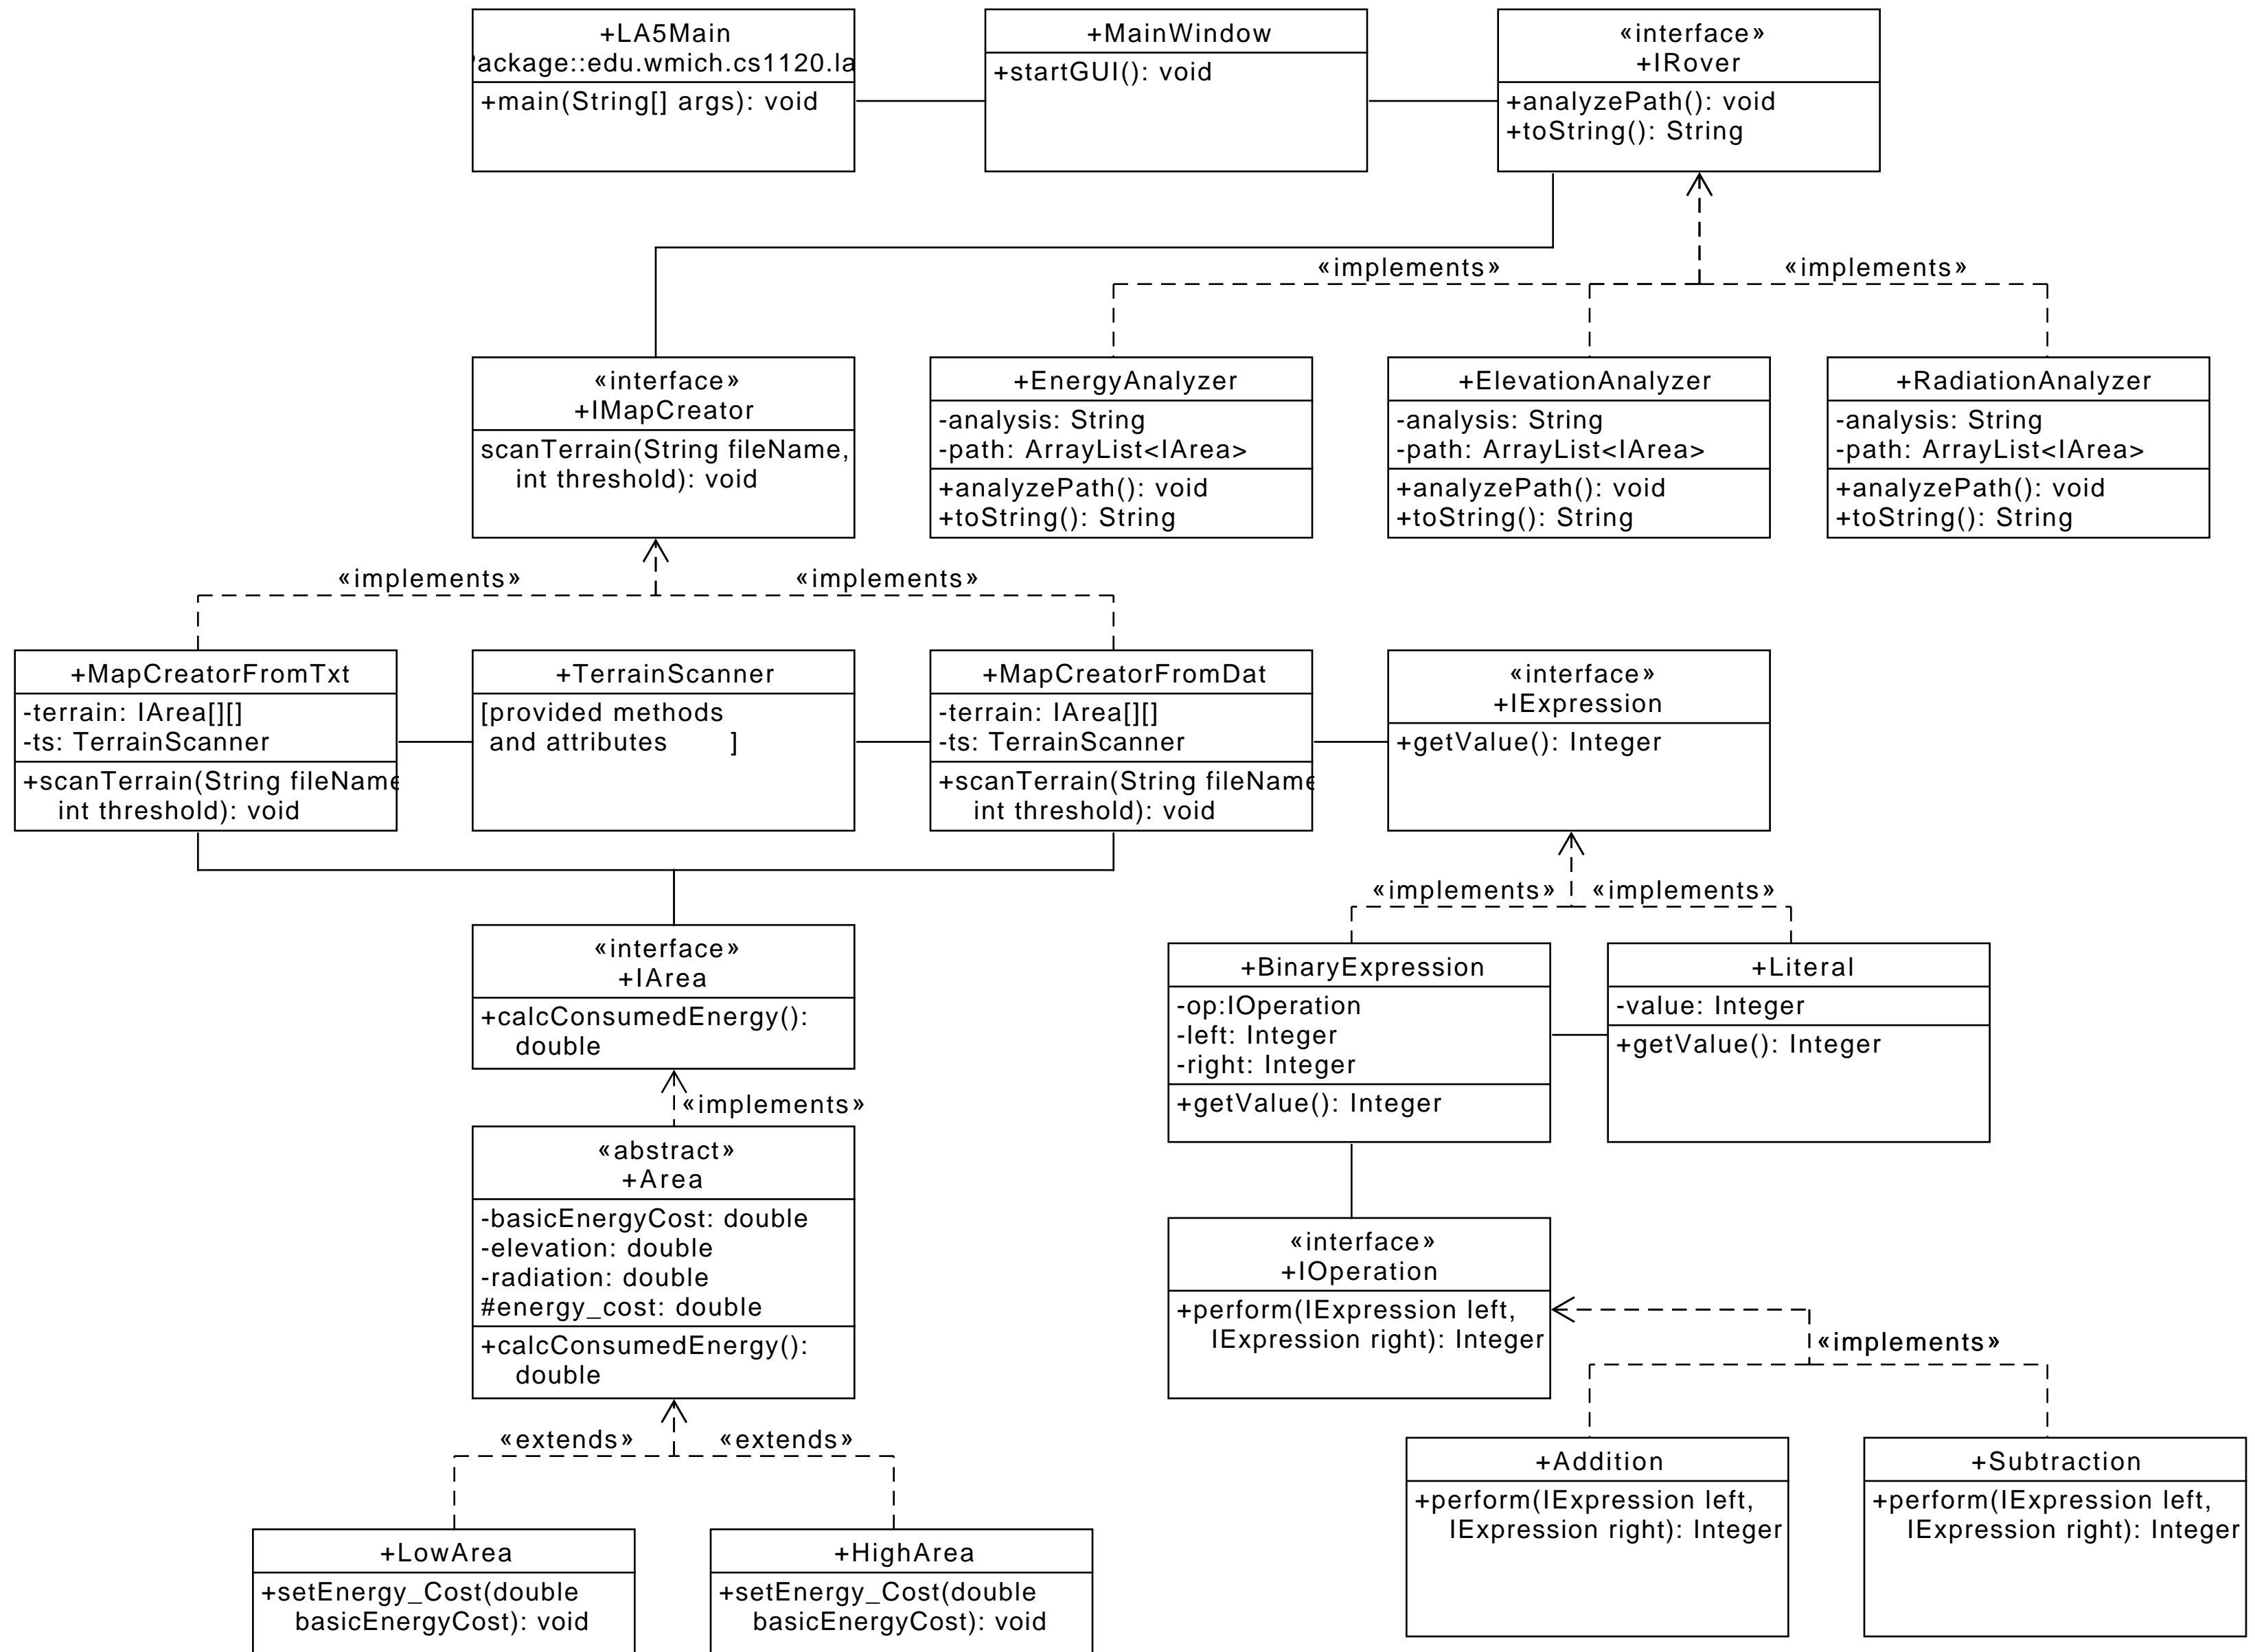 +LA5Main
Package::edu.wmich.cs1120.la
+main(String[] args): void
+MainWindow
+startGUI(): void
«interface»
+IRover
+analyzePath(): void
+toString(): String
«implements»
«implements»
«interface»
+IMapCreator
scanTerrain(String fileName,
int threshold): void
+EnergyAnalyzer
-analysis: String
-path: ArrayList<IArea>
+analyzePath(): void
+toString(): String
+ElevationAnalyzer
-analysis: String
-path: ArrayList<IArea>
+analyzePath(): void
+toString(): String
+RadiationAnalyzer
-analysis: String
-path: ArrayList<IArea>
+analyzePath(): void
+toString(): String
«implements»
«implements»
+MapCreatorFromTxt
-terrain: IArea[][]
-ts: TerrainScanner
+scanTerrain(String fileName
int threshold): void
+TerrainScanner
[provided methods
and attributes ]
+MapCreatorFromDat
-terrain: IArea[][]
-ts: TerrainScanner
+scanTerrain(String fileName
int threshold): void
«interface»
+IExpression
+getValue(): Integer
«implements»
«implements»
«interface»
+IArea
+calcConsumedEnergy():
double
+BinaryExpression
-op:IOperation
-left: Integer
-right: Integer
+getValue(): Integer
+Literal
-value: Integer
+getValue(): Integer
«implements»
«abstract»
+Area
-basicEnergyCost: double
-elevation: double
-radiation: double
#energy_cost: double
+calcConsumedEnergy():
double
«interface»
+IOperation
+perform(IExpression left,
IExpression right): Integer
«implements»
«extends»
«extends»
+Addition
+perform(IExpression left,
IExpression right): Integer
+Subtraction
+perform(IExpression left,
IExpression right): Integer
+LowArea
+setEnergy_Cost(double
basicEnergyCost): void
+HighArea
+setEnergy_Cost(double
basicEnergyCost): void